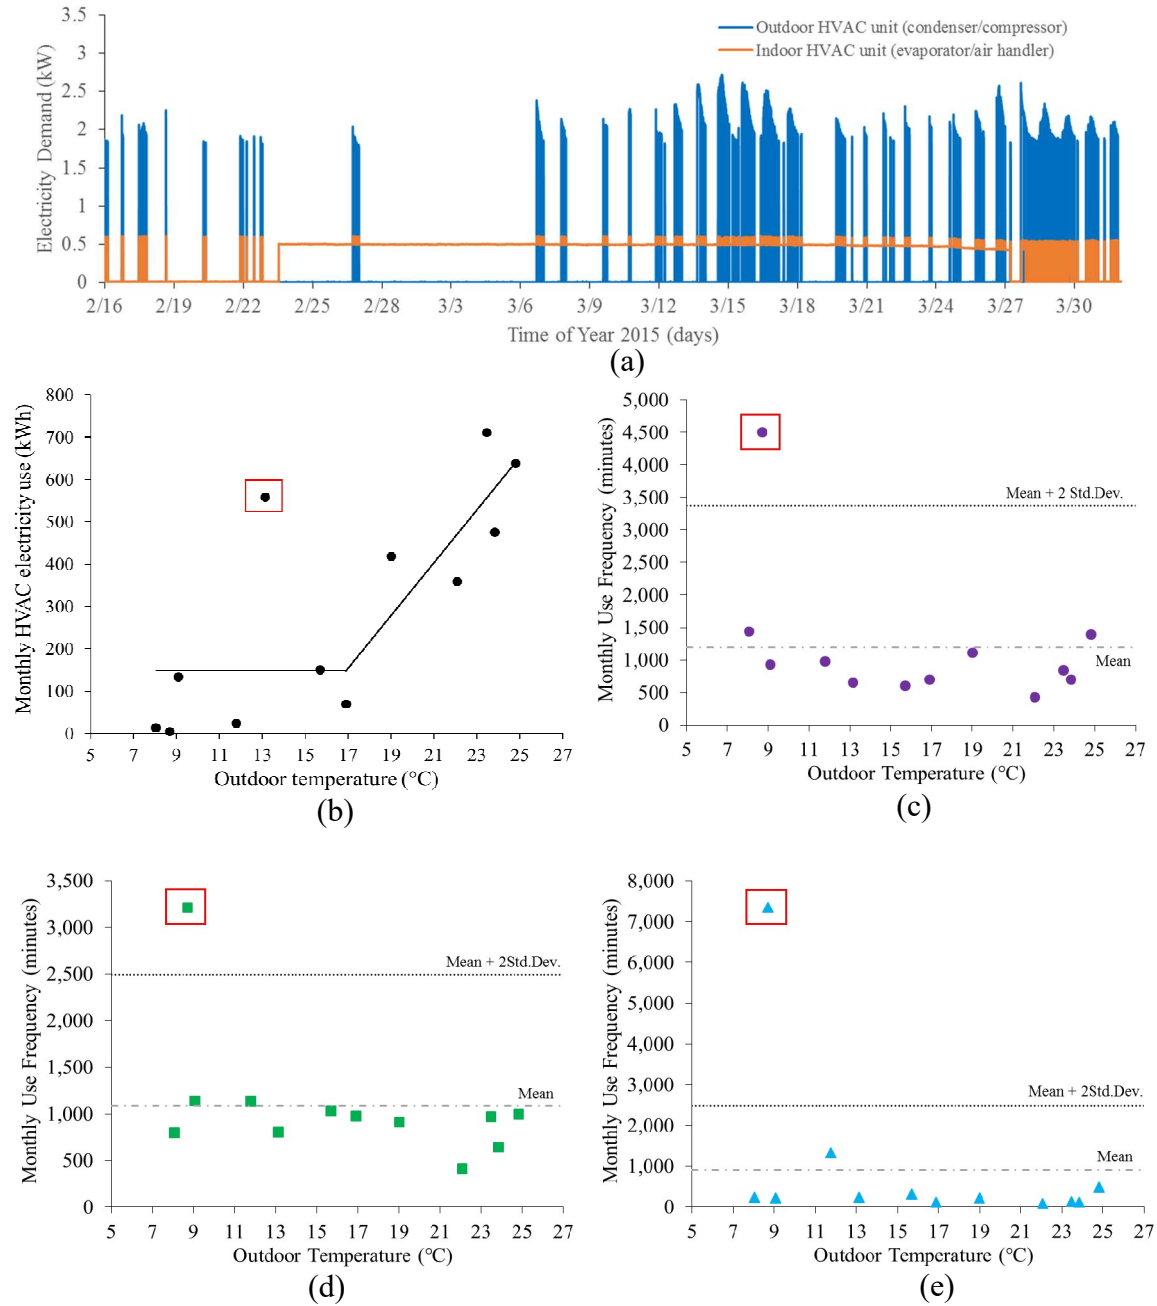 3.5
3
2.5
2
1.5
1
0.5
0
Electricity Demand (kW)
Outdoor HVAC unit (condenser/compressor)
Indoor HVAC unit (evaporator/air handler)
2/16 2/19 2/22 2/25 2/28 3/3 3/6 3/9 3/12 3/15 3/18 3/21 3/24 3/27 3/30
Time of Year 2015 (days)
(a)
800
700
600
500
400
300
200
100
0
Monthly HVAC electricity use (kWh)
5 7 9 11 13 15 17 19 21 23 25 27
Outdoor temperature (°C)
(b)
5,000
4,500
4,000
3,500
3,000
2,500
2,000
1,500
1,000
500
0
Monthly Use Frequency (minutes)
Mean + 2 Std.Dev.
Mean
5 7 9 11 13 15 17 19 21 23 25 27
Outdoor Temperature (°C)
(c)
3,500
3,000
2,500
2,000
1,500
1,000
500
0
Monthly Use Frequency (minutes)
Mean + 2Std.Dev.
Mean
5 7 9 11 13 15 17 19 21 23 25 27
Outdoor Temperature (°C)
(d)
8,000
7,000
6,000
5,000
4,000
3,000
2,000
1,000
0
Monthly Use Frequency (minutes)
Mean + 2Std.Dev.
Mean
5 7 9 11 13 15 17 19 21 23 25 27
Outdoor Temperature (°C)
(e)